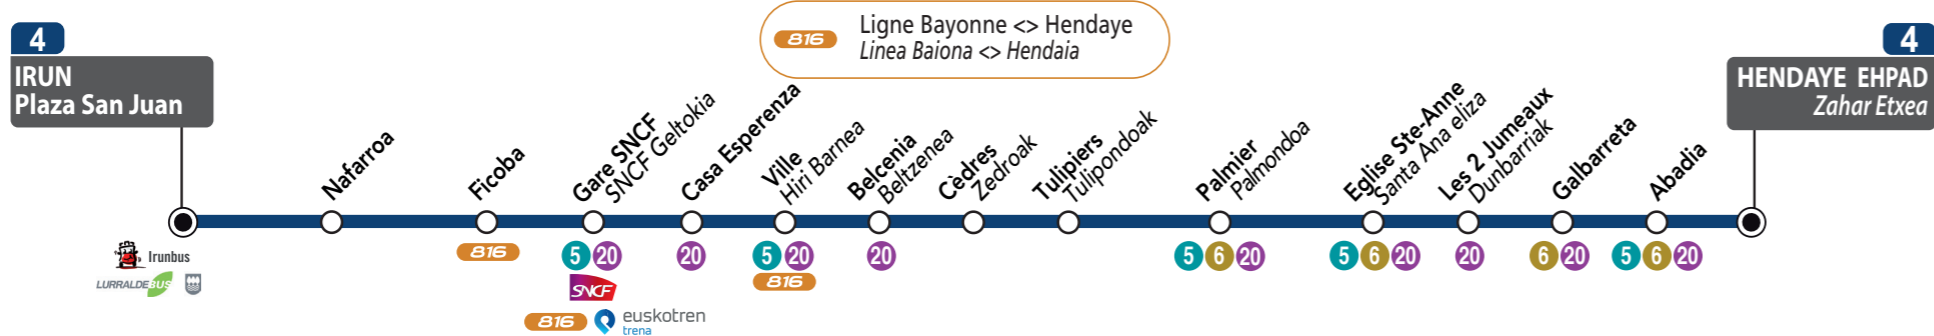 4
IRUN
Plaza San Juan
816
Ligne Bayonne <> Hendaye
Linea Baiona <> Hendaia
4
HENDAYE EHPAD
Zahar Etxea
Nafarroa
Ficoba
Gare SNCF
SNCF Geltokia
Casa Esperenza
Ville
Hiri Barnea
Belcenia
Beltzenea
Cèdres
Zedroak
Tulipiers
Tulipondoak
Palmier
Palmondoa
Eglise Ste-Anne
Santa Ana eliza
Les 2 Jumeaux
Dunbarriak
Galbarreta
Abadia
Irunbus
LURRALDEBUS
816
5 20
SNCF
816 euskotren
trena
20
5 20
816
20
5 6 20
5 6 20
20
6 20
5 6 20